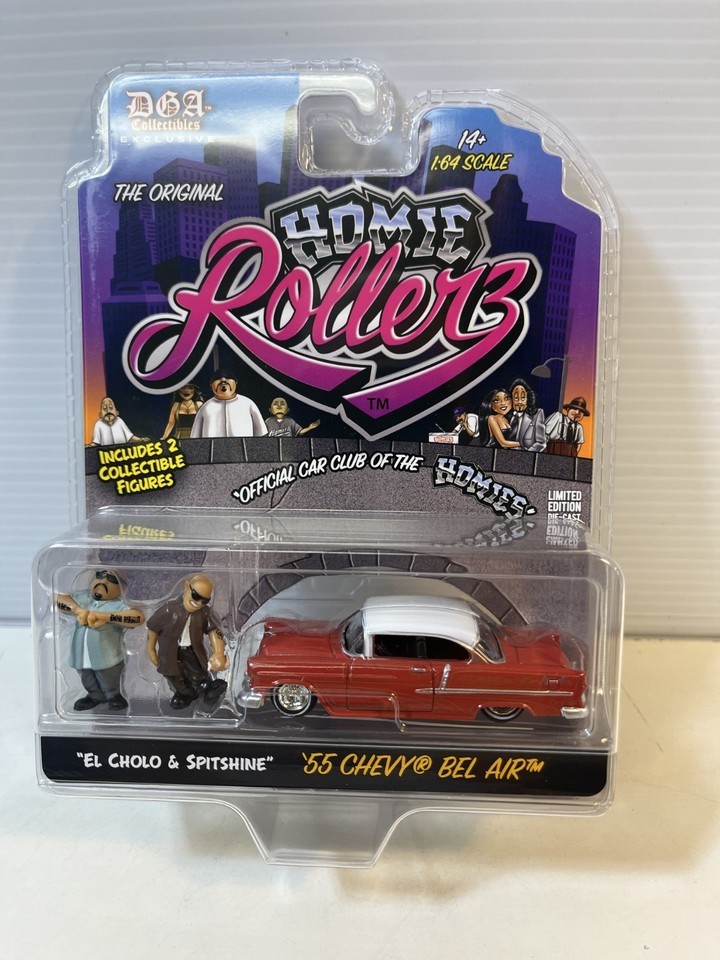 DGA™
Collectibles
EXCLUSIVE
14+
1:64 SCALE
THE ORIGINAL
HOMIE
Rollerz
TM
INCLUDES 2
COLLECTIBLE
FIGURES
"OFFICIAL CAR CLUB OF THE HOMIES"
LIMITED
EDITION
DIE-CAST
"EL CHOLO & SPITSHINE"
'55 CHEVY® BEL AIR™